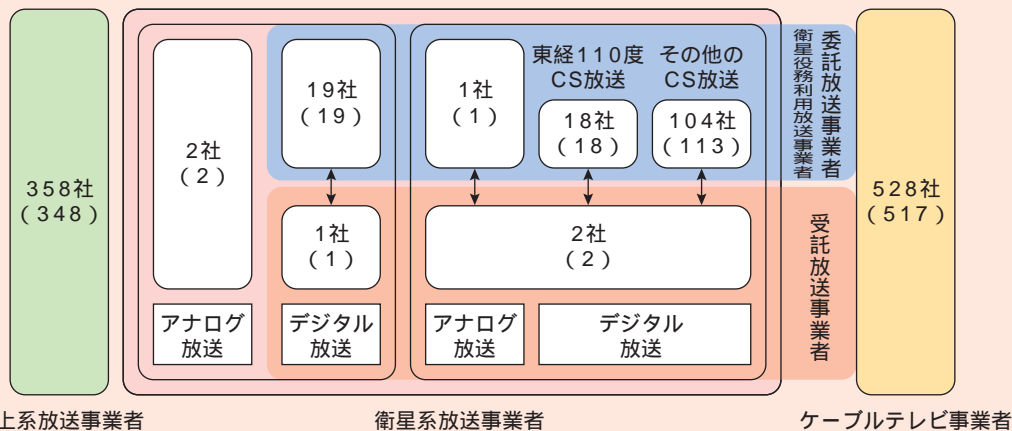 358社
(348)
2社
(2)
19社
(19)
1社
(1)
アナログ
放送
デジタル
放送
1社
(1)
東経110度
CS放送
18社
(18)
その他の
CS放送
104社
(113)
2社
(2)
アナログ
放送
デジタル
放送
委託放送事業者
衛星役務利用放送事業者
受託放送事業者
528社
(517)
上系放送事業者
衛星系放送事業者
ケーブルテレビ事業者